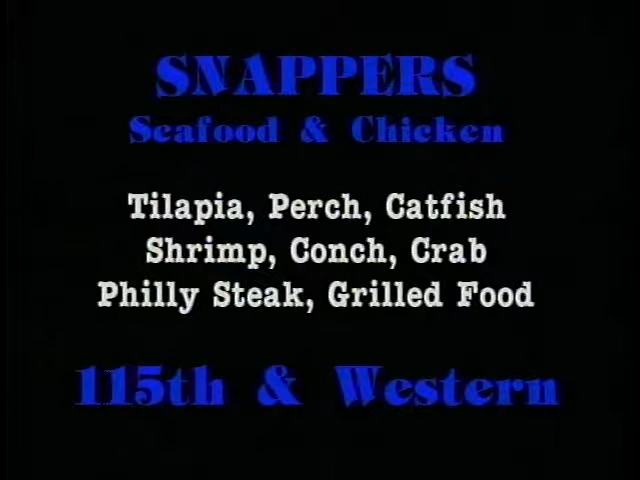 SNAPPERS
Seafood & Chicken
Tilapia, Perch, Catfish
Shrimp, Conch, Crab
Philly Steak, Grilled Food
115th & Western